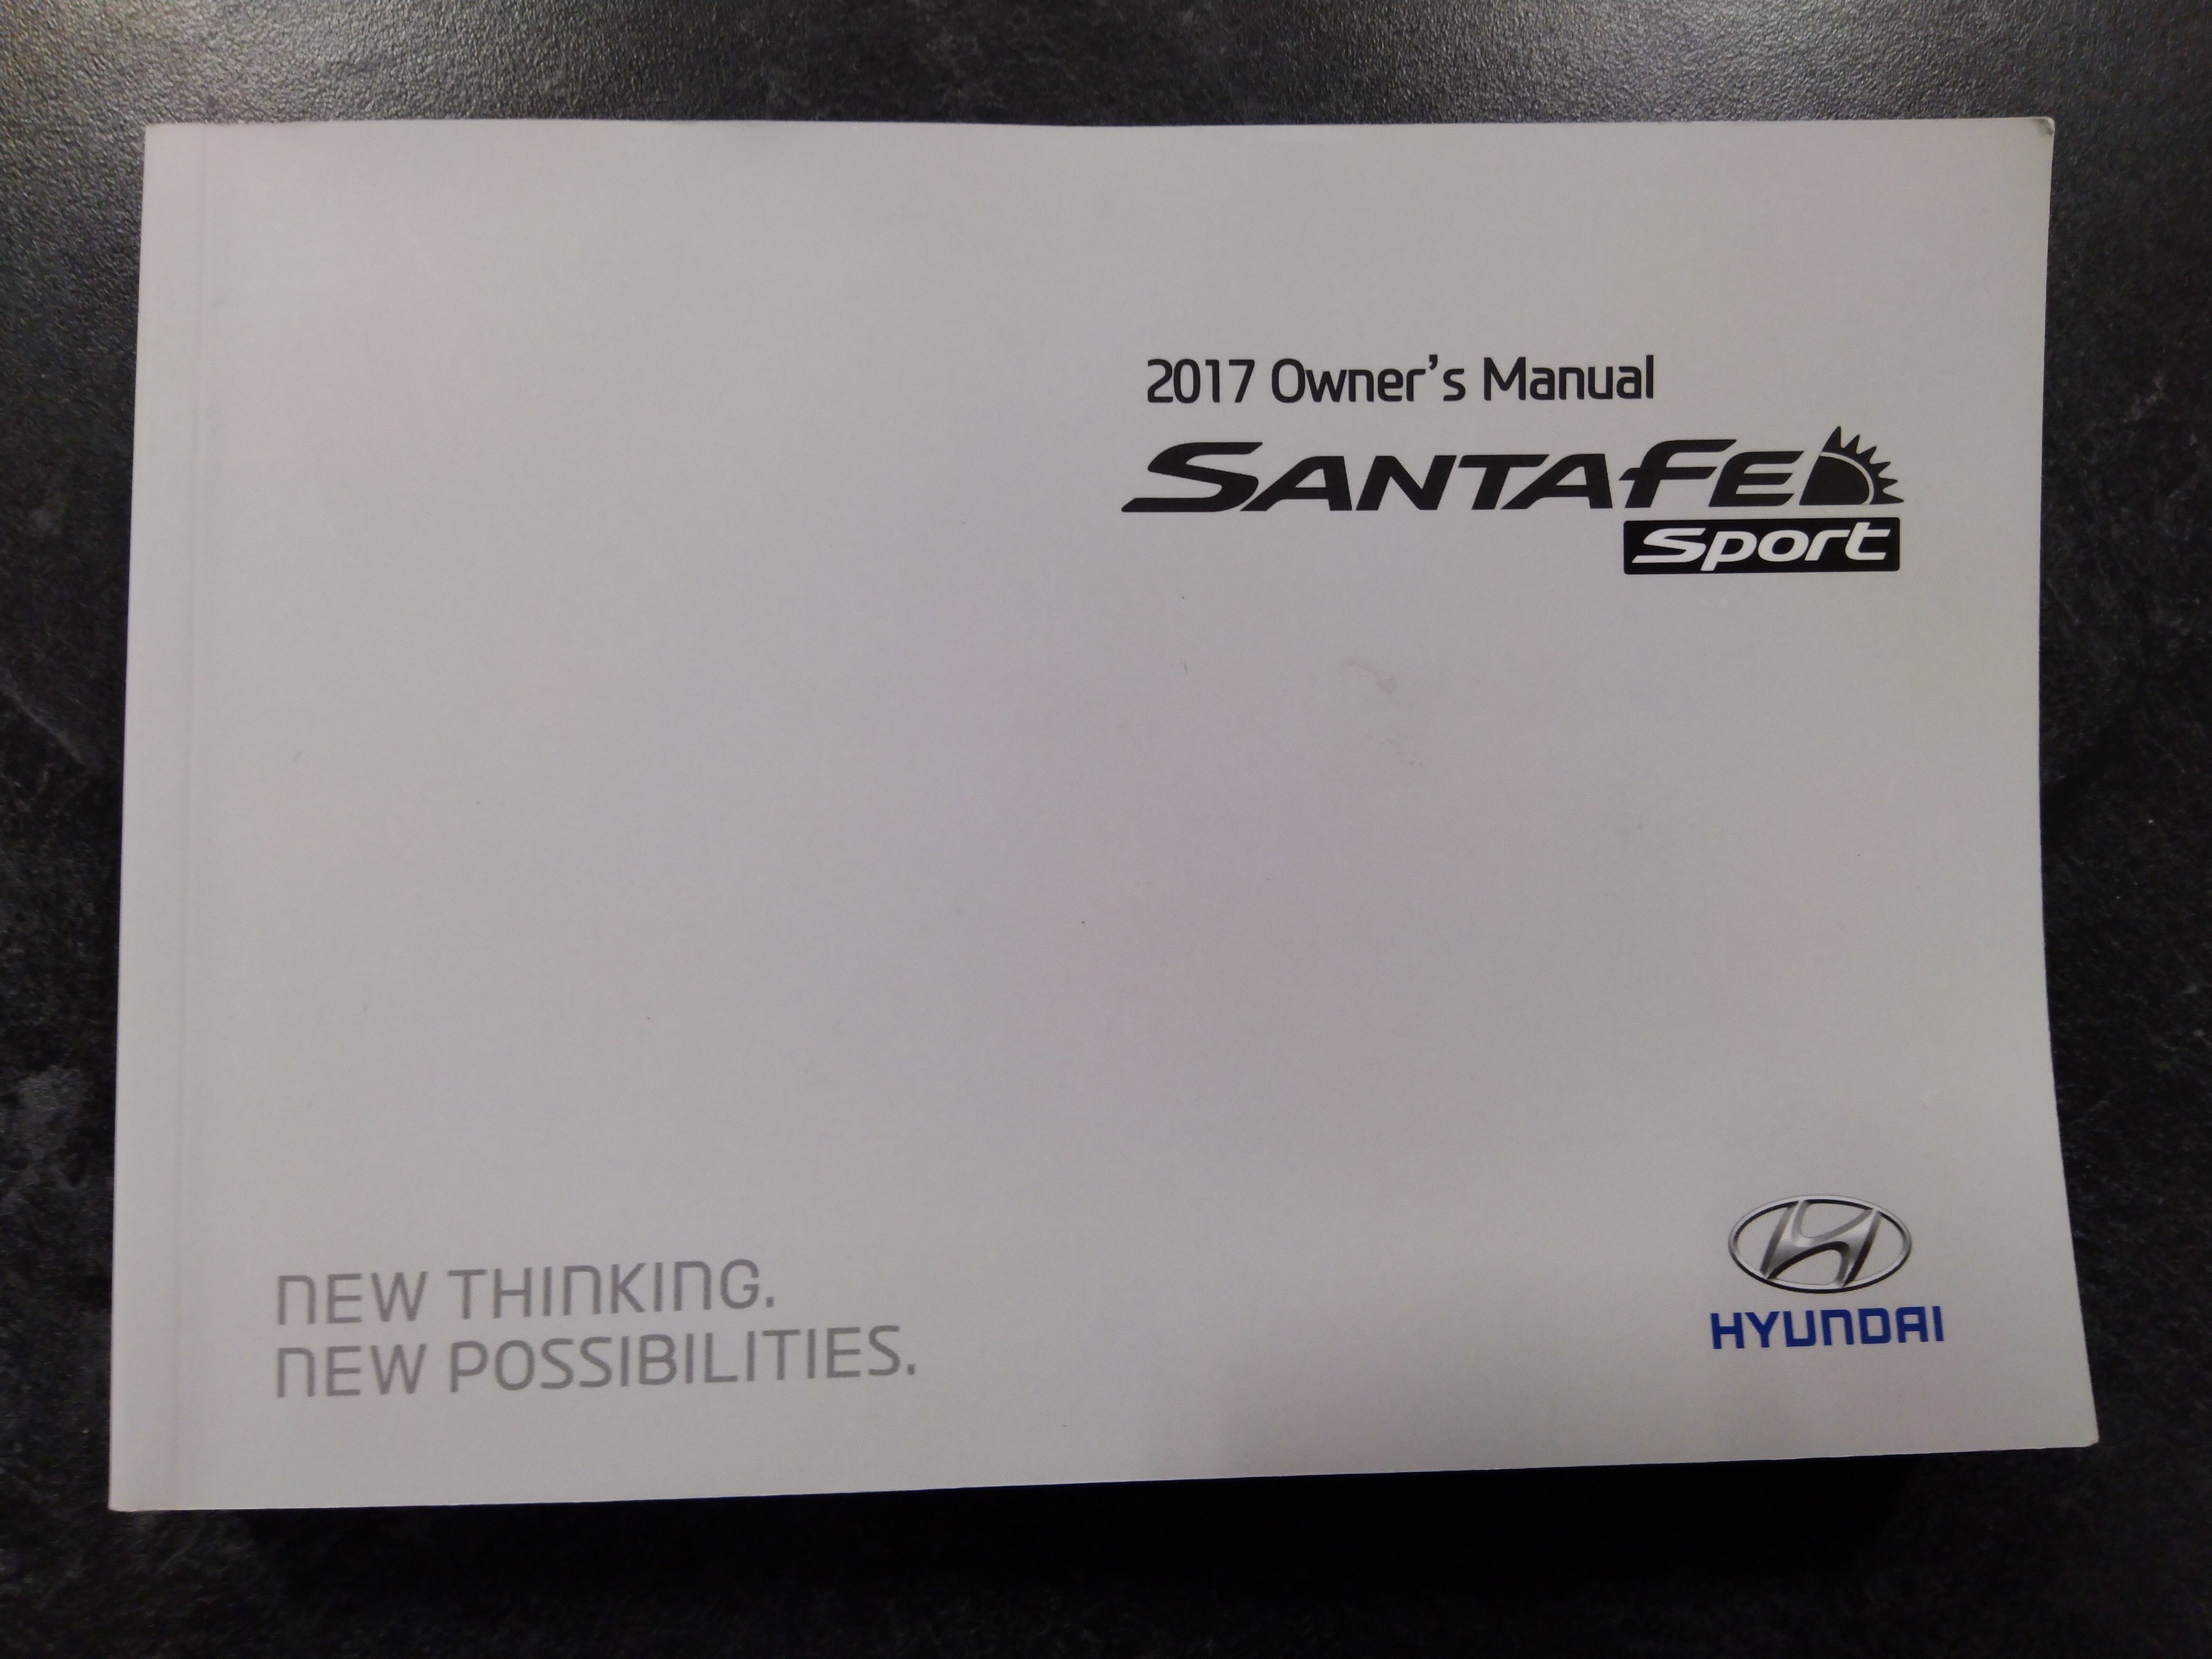 2017 Owner's Manual
SANTAFE
Sport
NEW THINKING.
NEW POSSIBILITIES.
HYUNDAI